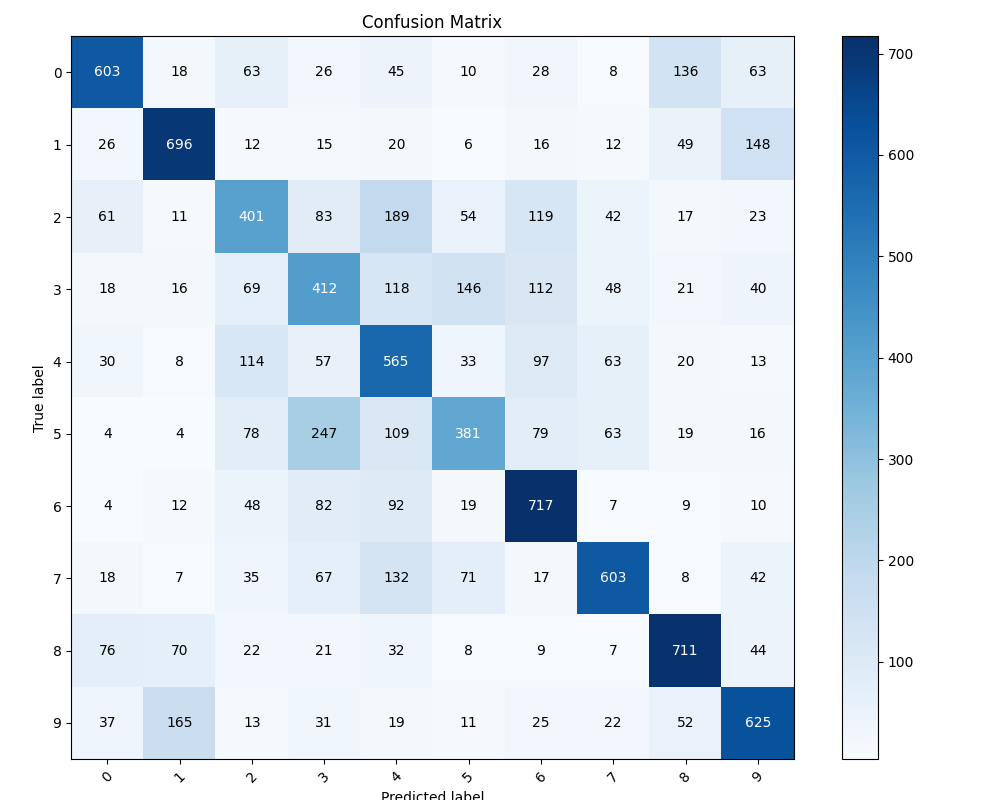 Confusion Matrix
0 603 18 63 26 45 10 28 8 136 63
1 26 696 12 15 20 6 16 12 49 148
2 61 11 401 83 189 54 119 42 17 23
3 18 16 69 412 118 146 112 48 21 40
4 30 8 114 57 565 33 97 63 20 13
5 4 4 78 247 109 381 79 63 19 16
6 4 12 48 82 92 19 717 7 9 10
7 18 7 35 67 132 71 17 603 8 42
8 76 70 22 21 32 8 9 7 711 44
9 37 165 13 31 19 11 25 22 52 625
0 1 2 3 4 5 6 7 8 9
True label
Predicted label
700
600
500
400
300
200
100